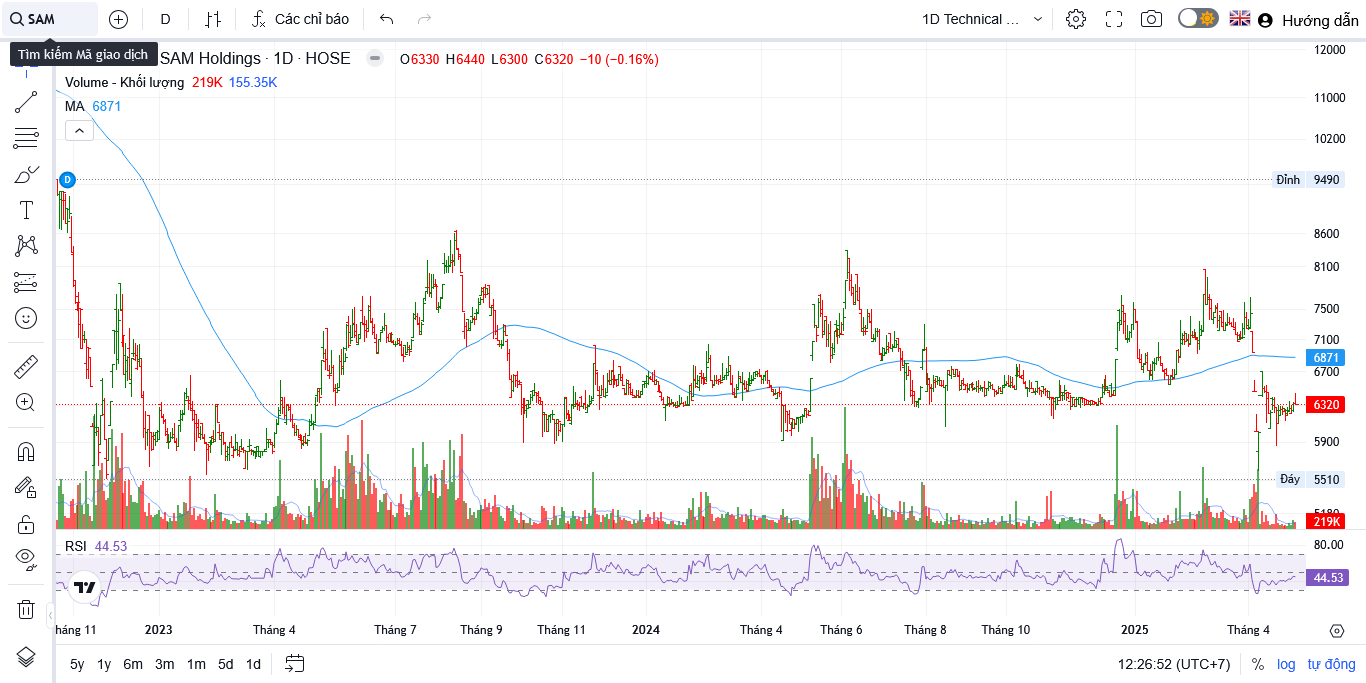 SAM
D
Các chỉ báo
1D Technical ...
Hướng dẫn
Tìm kiếm Mã giao dịch
SAM Holdings · 1D · HOSE
O6330 H6440 L6300 C6320 −10 (−0.16%)
Volume - Khối lượng 219K 155.35K
MA 6871
D
12000
11000
10200
Đỉnh 9490
8600
8100
7500
7100
6871
6700
6320
5900
Đáy 5510
5480
219K
RSI 44.53
80.00
44.53
háng 11 2023 Tháng 4 Tháng 7 Tháng 9 Tháng 11 2024 Tháng 4 Tháng 6 Tháng 8 Tháng 10 2025 Tháng 4
5y 1y 6m 3m 1m 5d 1d
12:26:52 (UTC+7) % log tự động